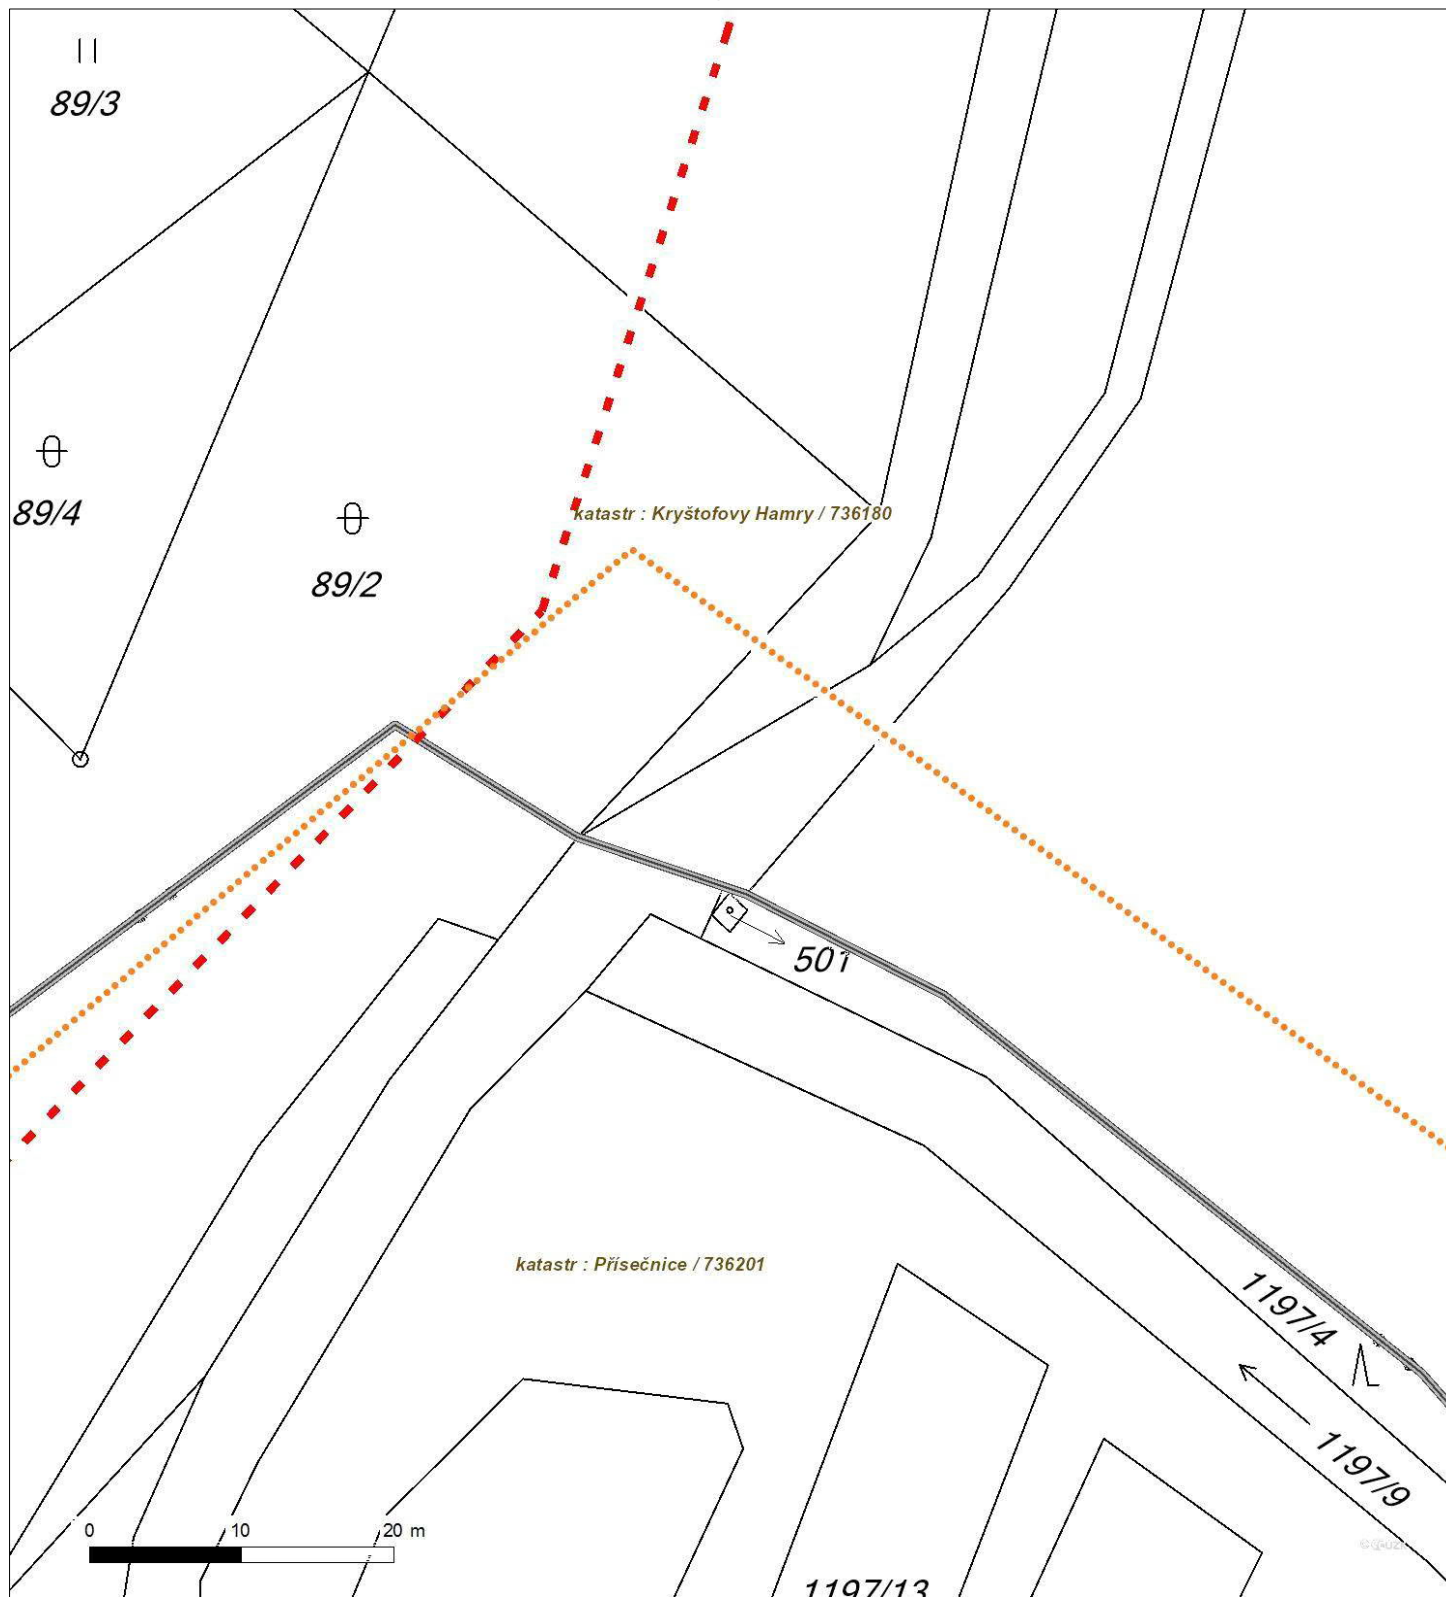 89/3
89/4
katastr : Kryštofovy Hamry / 736180
89/2
501
katastr : Přísečnice / 736201
1197/4
1197/9
0 10 20 m
1197/13